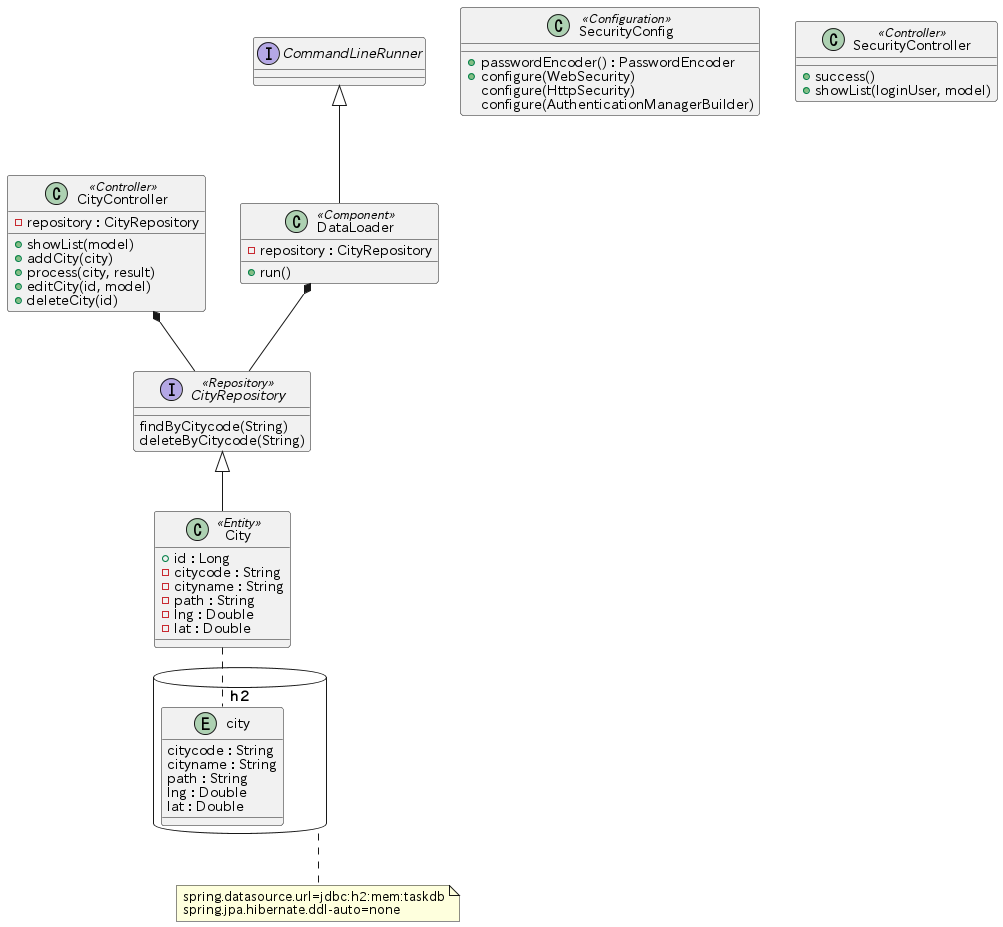 I CommandLineRunner
C «Configuration»
SecurityConfig
passwordEncoder() : PasswordEncoder
configure(WebSecurity)
configure(HttpSecurity)
configure(AuthenticationManagerBuilder)
C «Controller»
SecurityController
success()
showList(loginUser, model)
C «Controller»
CityController
repository : CityRepository
showList(model)
addCity(city)
process(city, result)
editCity(id, model)
deleteCity(id)
C «Component»
DataLoader
repository : CityRepository
run()
I «Repository»
CityRepository
findByCitycode(String)
deleteByCitycode(String)
C «Entity»
City
id : Long
citycode : String
cityname : String
path : String
lng : Double
lat : Double
h2
E city
citycode : String
cityname : String
path : String
lng : Double
lat : Double
spring.datasource.url=jdbc:h2:mem:taskdb
spring.jpa.hibernate.ddl-auto=none